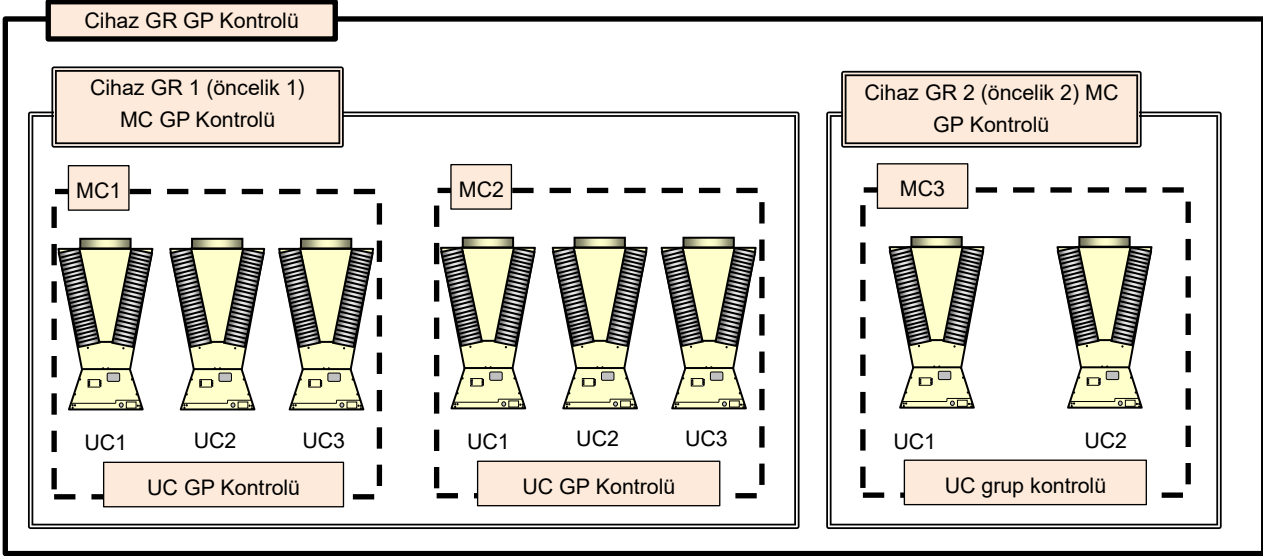 Cihaz GR GP Kontrolü
Cihaz GR 1 (öncelik 1)
MC GP Kontrolü
Cihaz GR 2 (öncelik 2) MC
GP Kontrolü
MC1
MC2
MC3
UC1 UC2 UC3
UC1 UC2 UC3
UC1 UC2
UC GP Kontrolü
UC GP Kontrolü
UC grup kontrolü